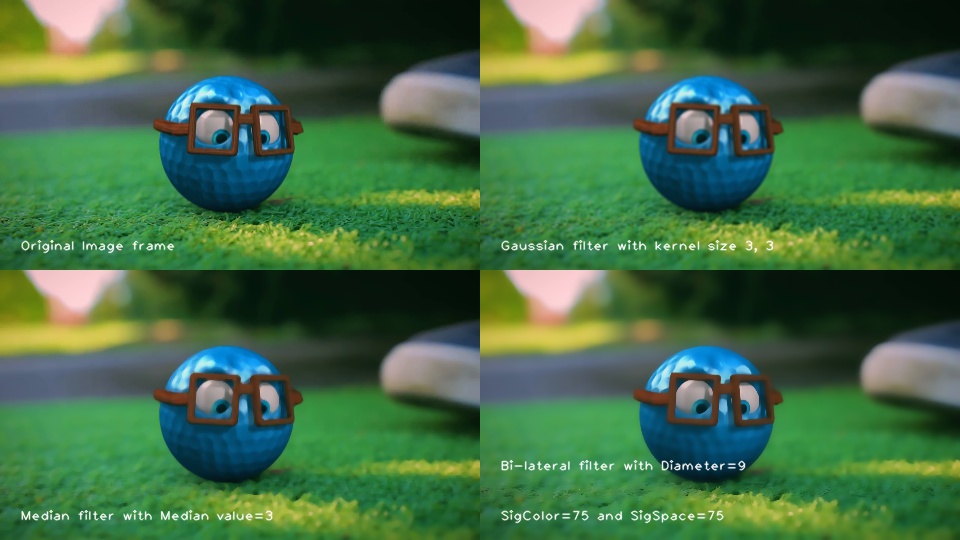 Original Image frame
Gaussian filter with kernel size 3, 3
Median filter with Median value=3
Bi-lateral filter with Diameter=9
SigColor=75 and SigSpace=75